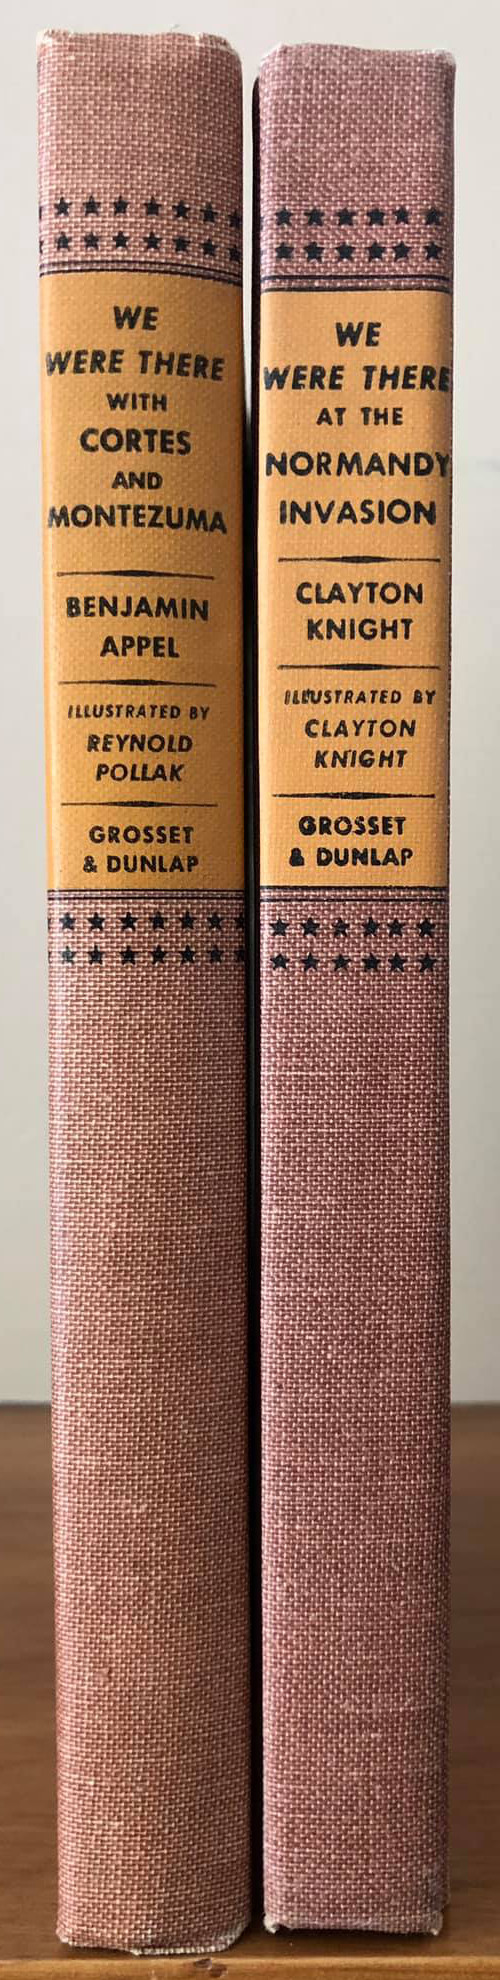 WE
WERE THERE
WITH
CORTES
AND
MONTEZUMA
BENJAMIN
APPEL
ILLUSTRATED BY
REYNOLD
POLLAK
GROSSET
& DUNLAP
WE
WERE THERE
AT THE
NORMANDY
INVASION
CLAYTON
KNIGHT
ILLUSTRATED BY
CLAYTON
KNIGHT
GROSSET
& DUNLAP